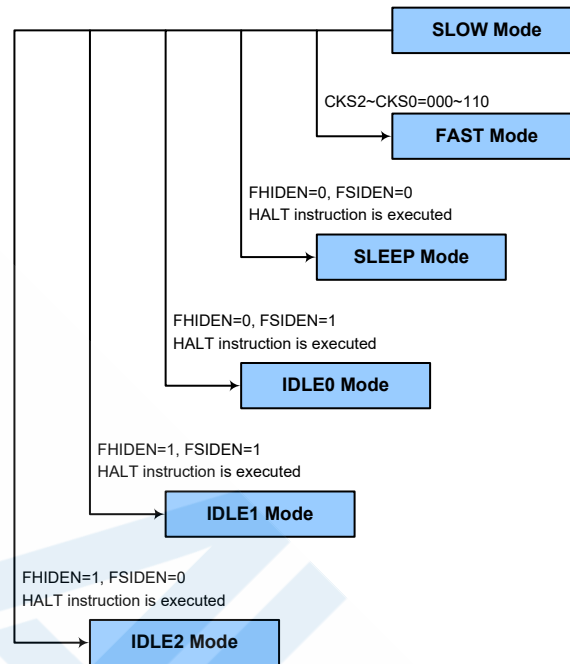 SLOW Mode
CKS2~CKS0=000~110
FAST Mode
FHIDEN=0, FSIDEN=0
HALT instruction is executed
SLEEP Mode
FHIDEN=0, FSIDEN=1
HALT instruction is executed
IDLE0 Mode
FHIDEN=1, FSIDEN=1
HALT instruction is executed
IDLE1 Mode
FHIDEN=1, FSIDEN=0
HALT instruction is executed
IDLE2 Mode